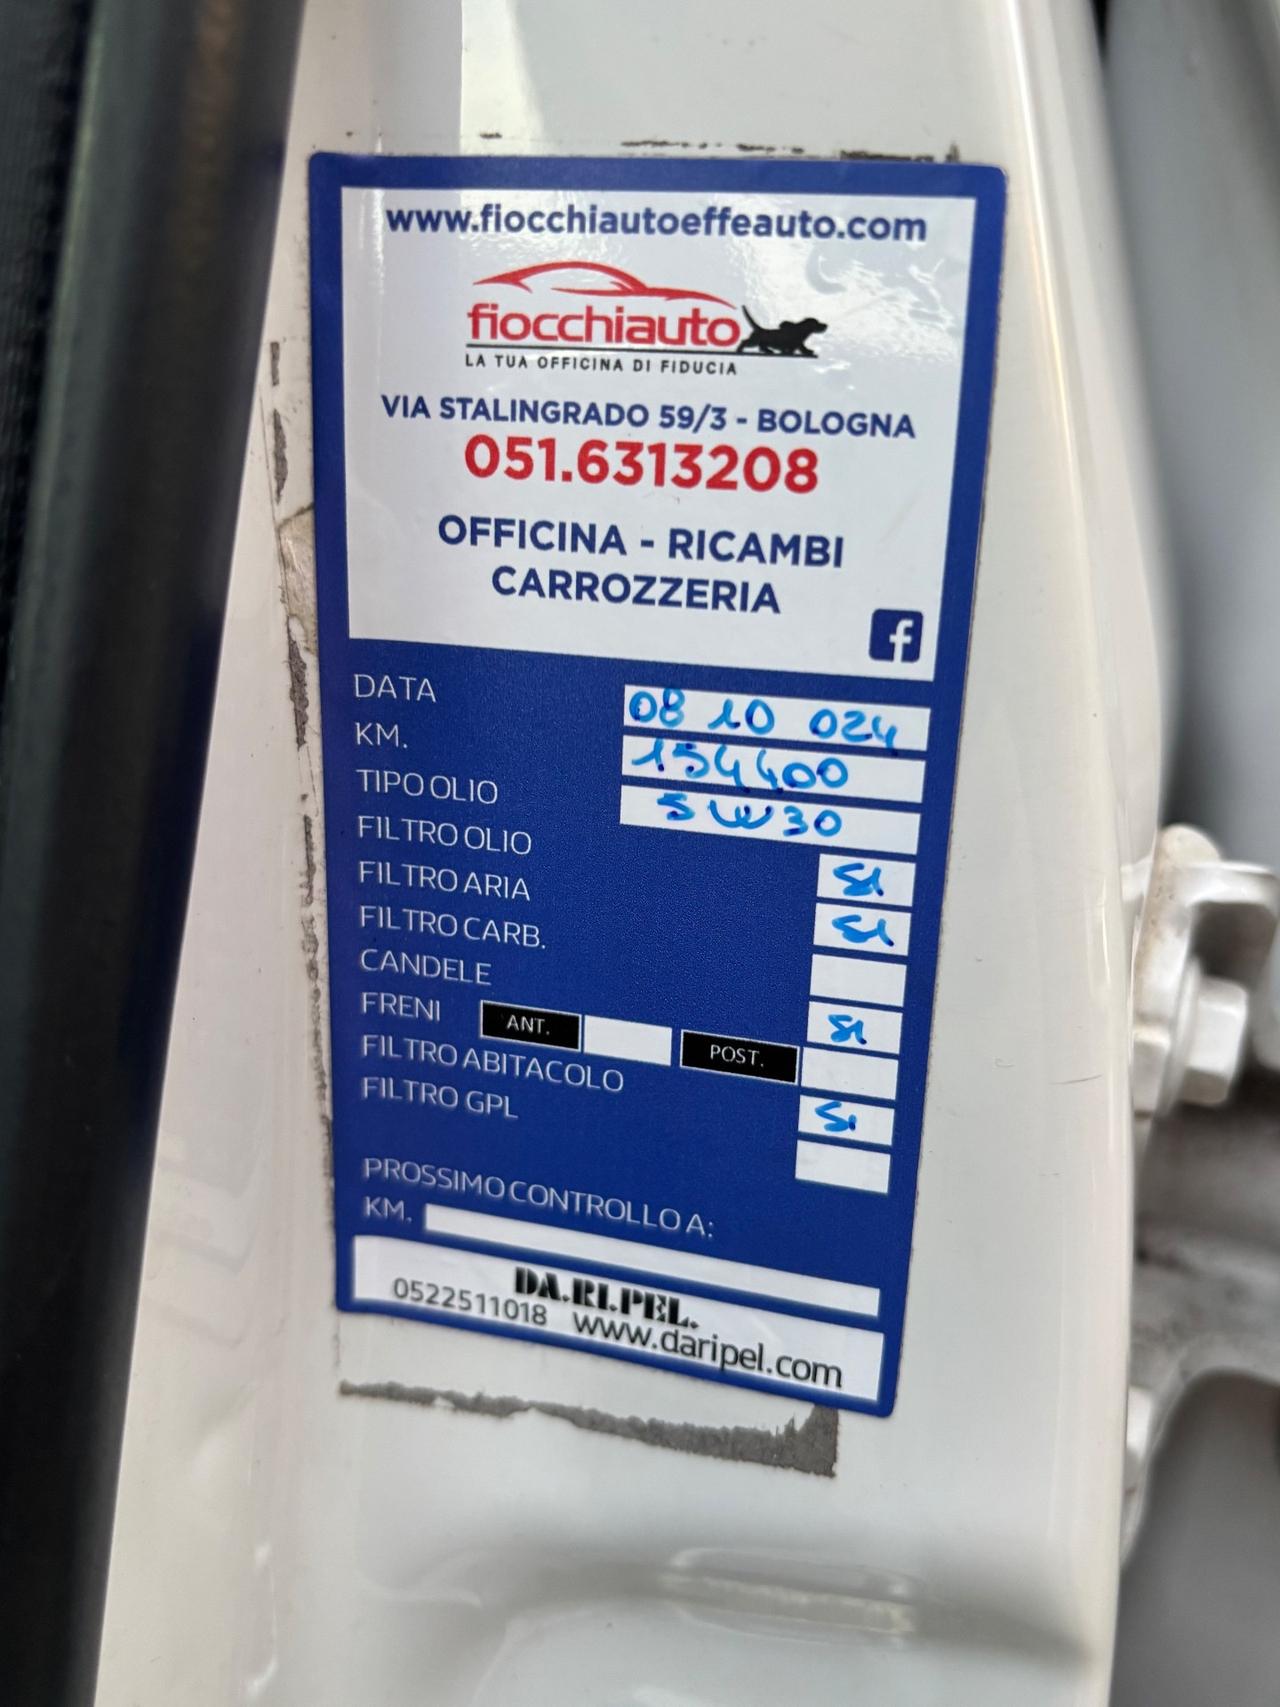 www.fiocchiautoeffeauto.com
fiocchiauto
LA TUA OFFICINA DI FIDUCIA
VIA STALINGRADO 59/3 - BOLOGNA
051.6313208
OFFICINA - RICAMBI
CARROZZERIA
f
DATA 08 10 024
KM. 154400
TIPO OLIO 5W30
FILTRO OLIO SI
FILTRO ARIA SI
FILTRO CARB.
CANDELE SI
FRENI ANT. POST.
FILTRO ABITACOLO SI
FILTRO GPL
PROSSIMO CONTROLLO A:
KM.
DA.RI.PEL.
0522511018 www.daripel.com